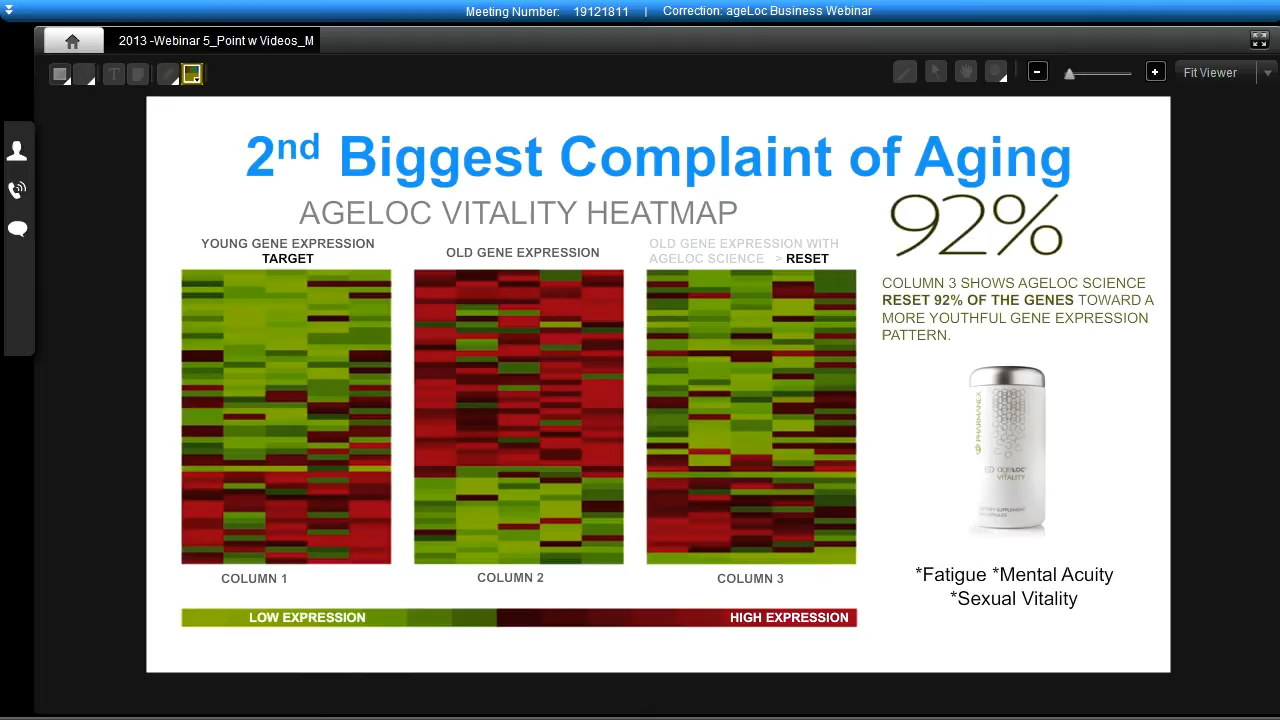 Meeting Number: 19121811 | Correction: ageLoc Business Webinar
2013 -Webinar 5_Point w Videos_M
Fit Viewer
2nd Biggest Complaint of Aging
AGELOC VITALITY HEATMAP
92%
YOUNG GENE EXPRESSION
TARGET
OLD GENE EXPRESSION
OLD GENE EXPRESSION WITH
AGELOC SCIENCE > RESET
COLUMN 3 SHOWS AGELOC SCIENCE
RESET 92% OF THE GENES TOWARD A
MORE YOUTHFUL GENE EXPRESSION
PATTERN.
PHARMANEX
ageLOC
VITALITY
COLUMN 1
COLUMN 2
COLUMN 3
LOW EXPRESSION
HIGH EXPRESSION
*Fatigue *Mental Acuity
*Sexual Vitality